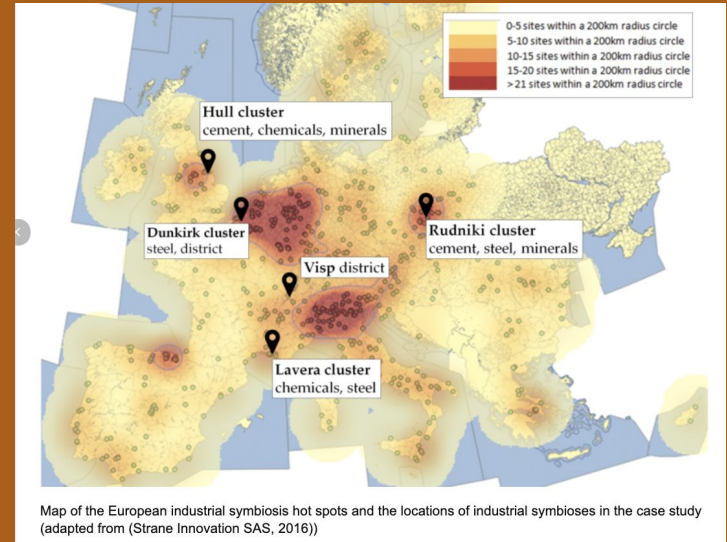 0-5 sites within a 200km radius circle
5-10 sites within a 200km radius circle
10-15 sites within a 200km radius circle
15-20 sites within a 200km radius circle
> 21 sites within a 200km radius circle
Hull cluster
cement, chemicals, minerals
Dunkirk cluster
steel, district
Rudniki cluster
cement, steel, minerals
Visp district
Lavera cluster
chemicals, steel
Map of the European industrial symbiosis hot spots and the locations of industrial symbioses in the case study
(adapted from (Strane Innovation SAS, 2016))